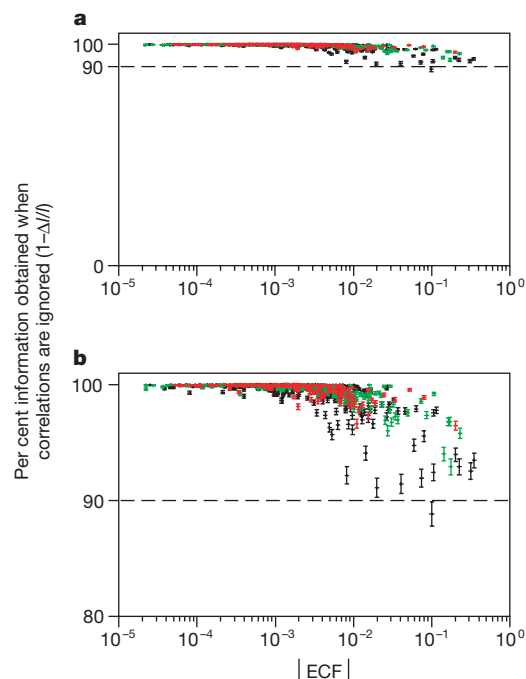 a
100
90
0
10⁻⁵ 10⁻⁴ 10⁻³ 10⁻² 10⁻¹ 10⁰
Per cent information obtained when
correlations are ignored (1–ΔI/I)
b
100
90
80
10⁻⁵ 10⁻⁴ 10⁻³ 10⁻² 10⁻¹ 10⁰
|ECF|